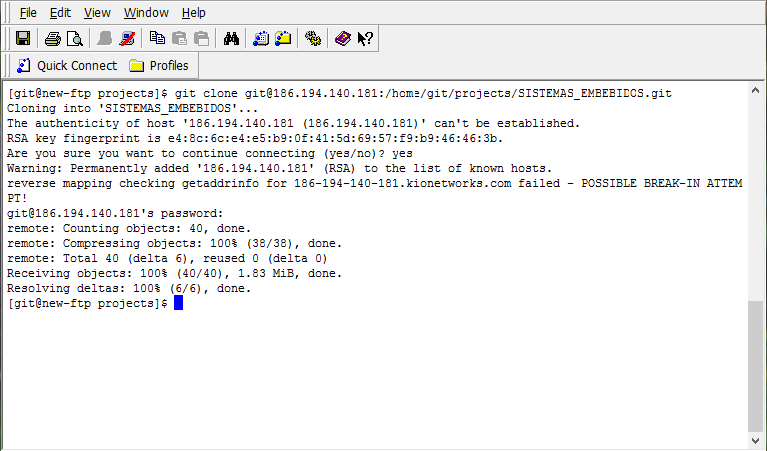 File Edit View Window Help
Quick Connect Profiles
[git@new-ftp projects]$ git clone git@186.194.140.181:/home/git/projects/SISTEMAS_EMBEBIDOS.git
Cloning into 'SISTEMAS_EMBEBIDOS'...
The authenticity of host '186.194.140.181 (186.194.140.181)' can't be established.
RSA key fingerprint is e4:8c:6c:e4:e5:b9:0f:41:5d:69:57:f9:b9:46:46:3b.
Are you sure you want to continue connecting (yes/no)? yes
Warning: Permanently added '186.194.140.181' (RSA) to the list of known hosts.
reverse mapping checking getaddrinfo for 186-194-140-181.kionetworks.com failed - POSSIBLE BREAK-IN ATTEM
PT!
git@186.194.140.181's password:
remote: Counting objects: 40, done.
remote: Compressing objects: 100% (38/38), done.
remote: Total 40 (delta 6), reused 0 (delta 0)
Receiving objects: 100% (40/40), 1.83 MiB, done.
Resolving deltas: 100% (6/6), done.
[git@new-ftp projects]$